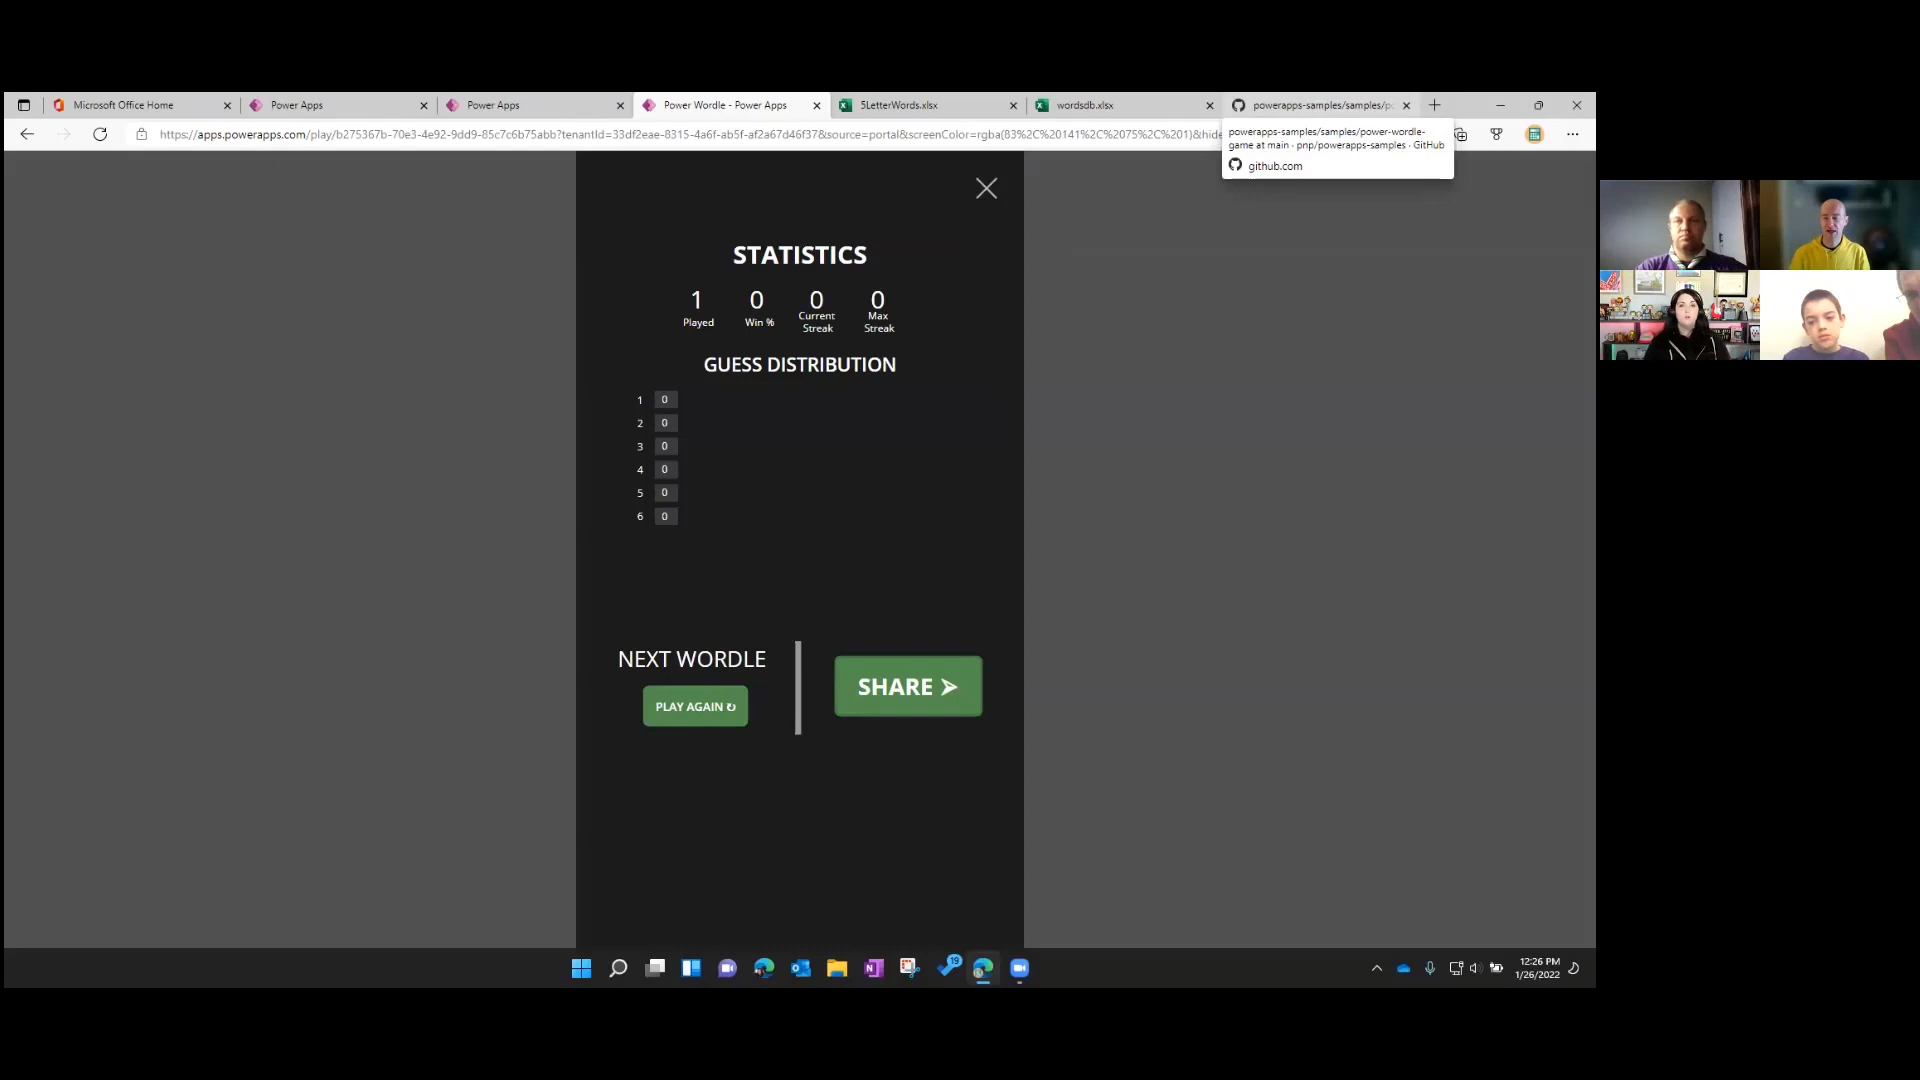 Microsoft Office Home
Power Apps
Power Apps
Power Wordle - Power Apps
5LetterWords.xlsx
wordsdb.xlsx
powerapps-samples/samples/po
https://apps.powerapps.com/play/b275367b-70e3-4e92-9dd9-85c7c6b75abb?tenantId=33df2eae-8315-4a6f-ab5f-af2a67d46f37&source=portal&screenColor=rgba(83%2C%20141%2C%2075%2C%201)&hide
powerapps-samples/samples/power-wordle-
game at main · pnp/powerapps-samples · GitHub
github.com
STATISTICS
1 0 0 0
Played Win % Current Streak Max Streak
GUESS DISTRIBUTION
1 0
2 0
3 0
4 0
5 0
6 0
NEXT WORDLE
PLAY AGAIN ↻
SHARE
19
12:26 PM
1/26/2022